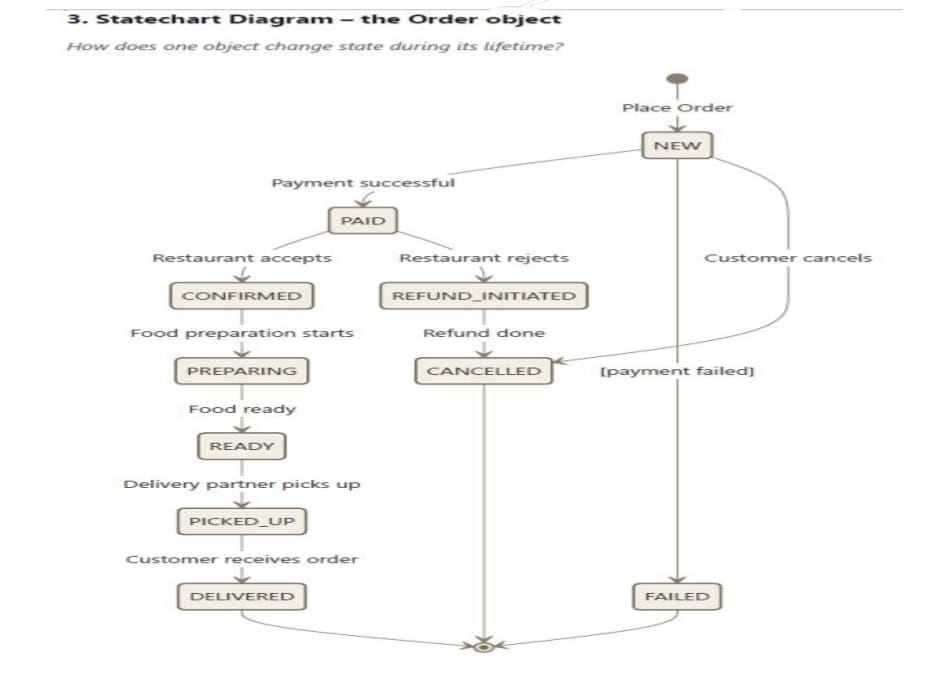 3. Statechart Diagram – the Order object
How does one object change state during its lifetime?
Place Order
NEW
Payment successful
PAID
Restaurant accepts
Restaurant rejects
Customer cancels
CONFIRMED
REFUND_INITIATED
Food preparation starts
Refund done
PREPARING
CANCELLED
[payment failed]
Food ready
READY
Delivery partner picks up
PICKED_UP
Customer receives order
DELIVERED
FAILED